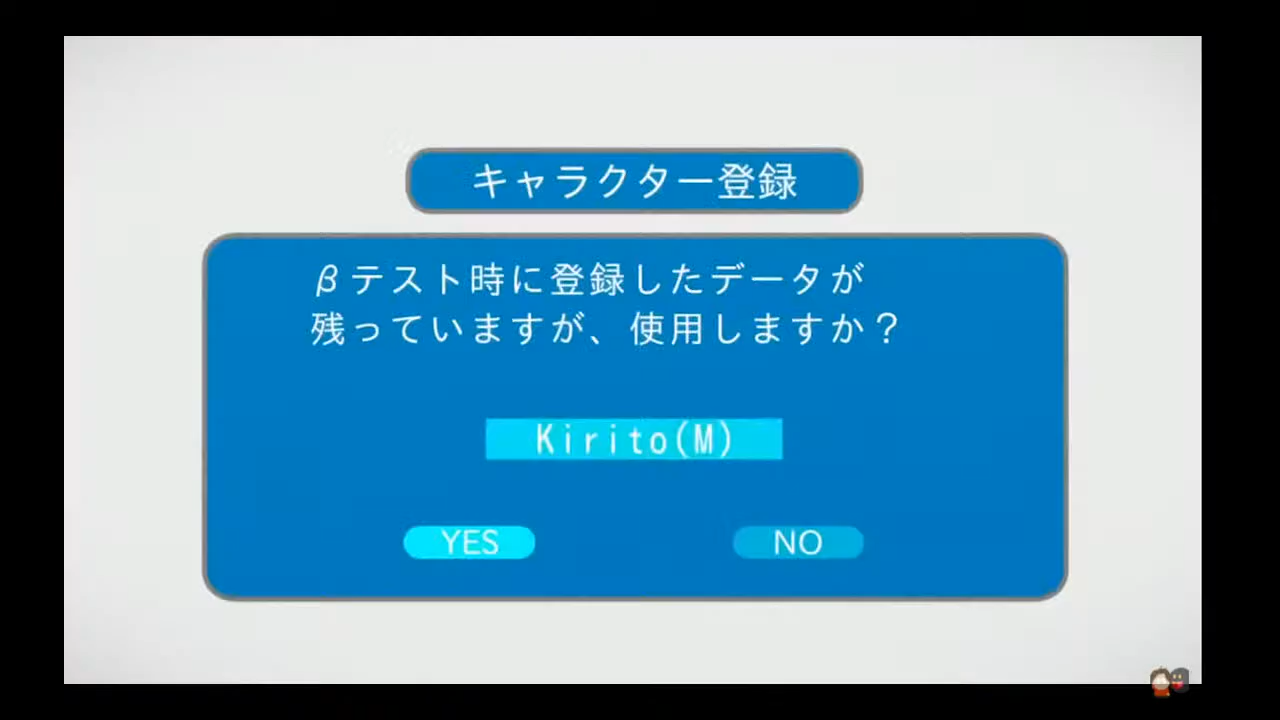 キャラクター登録
βテスト時に登録したデータが
残っていますが、使用しますか？
Kirito(M)
YES
NO